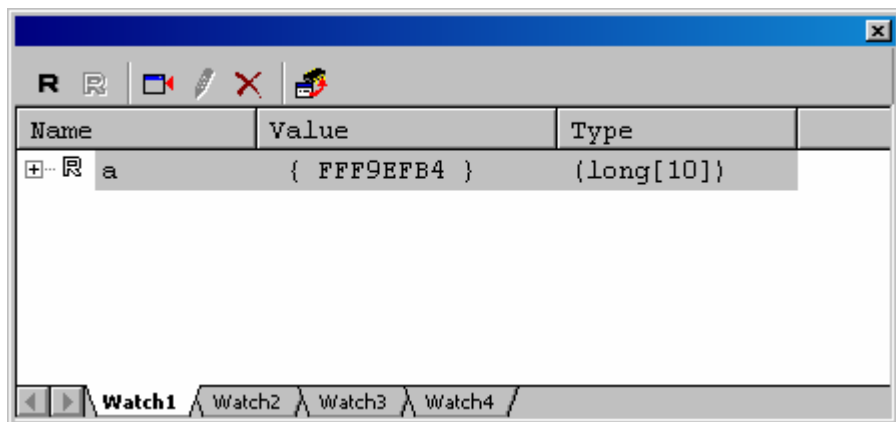 R R
Name Value Type
R a { FFF9EFB4 } (long[10])
Watch1 Watch2 Watch3 Watch4